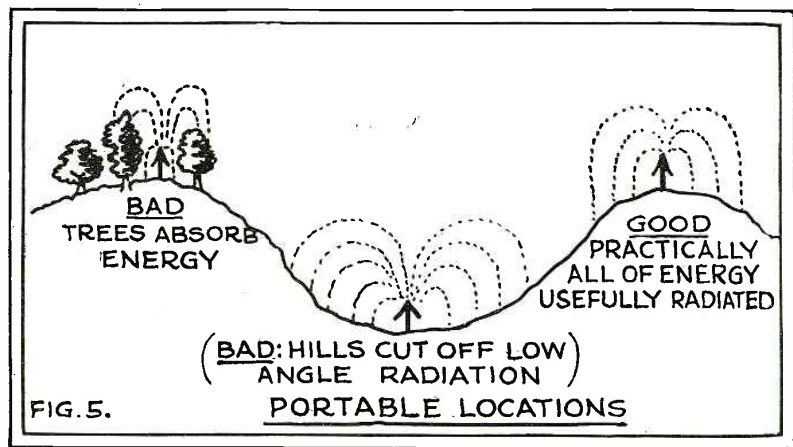 BAD
TREES ABSORB
ENERGY
GOOD
PRACTICALLY
ALL OF ENERGY
USEFULLY RADIATED
(BAD: HILLS CUT OFF LOW
ANGLE RADIATION)
FIG. 5.
PORTABLE LOCATIONS